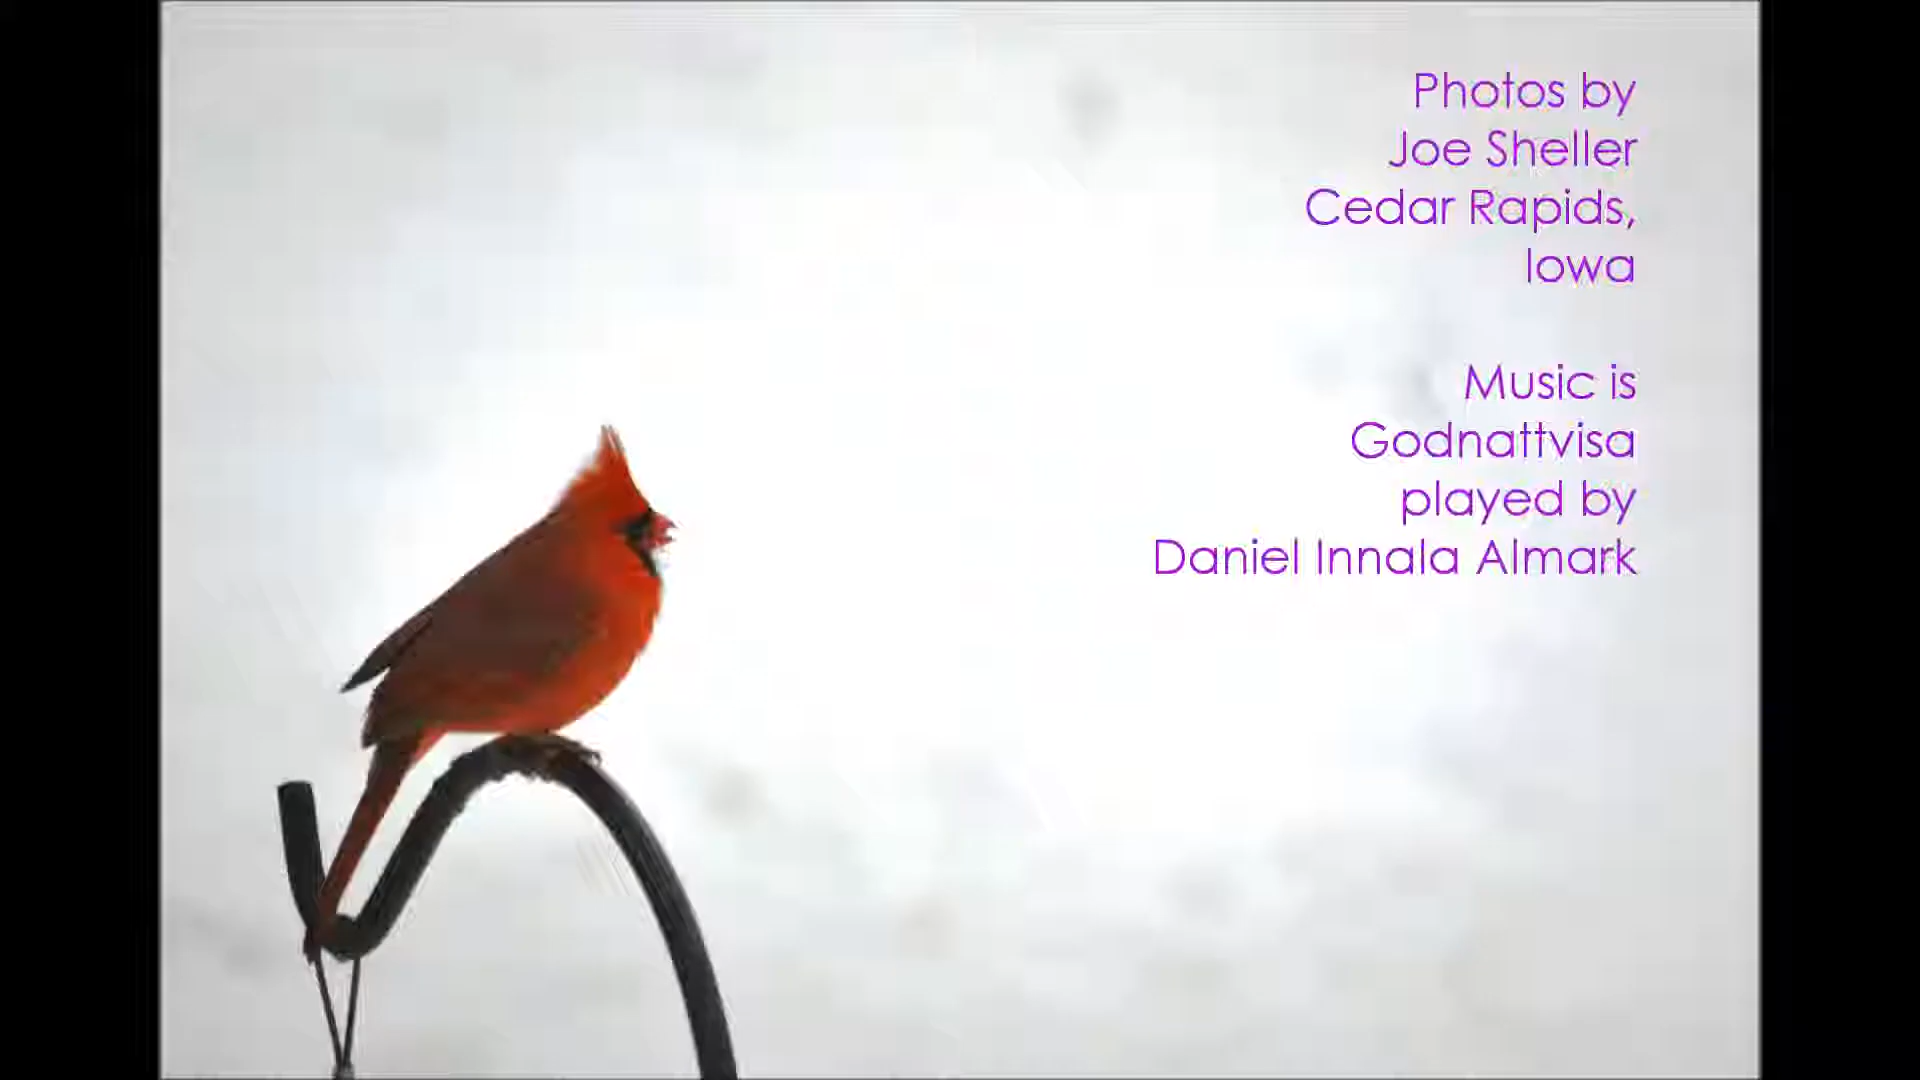 Photos by
Joe Sheller
Cedar Rapids,
Iowa
Music is
Godnattvisa
played by
Daniel Innala Almark